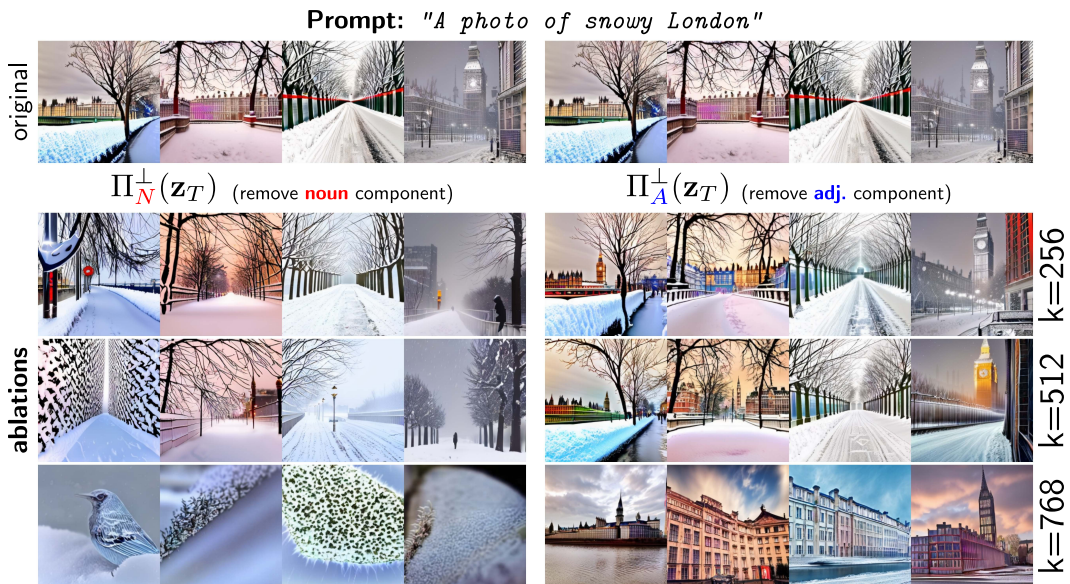 Prompt: "A photo of snowy London"
original
Π⊥N(zT) (remove noun component)
Π⊥A(zT) (remove adj. component)
ablations
k=256
k=512
k=768